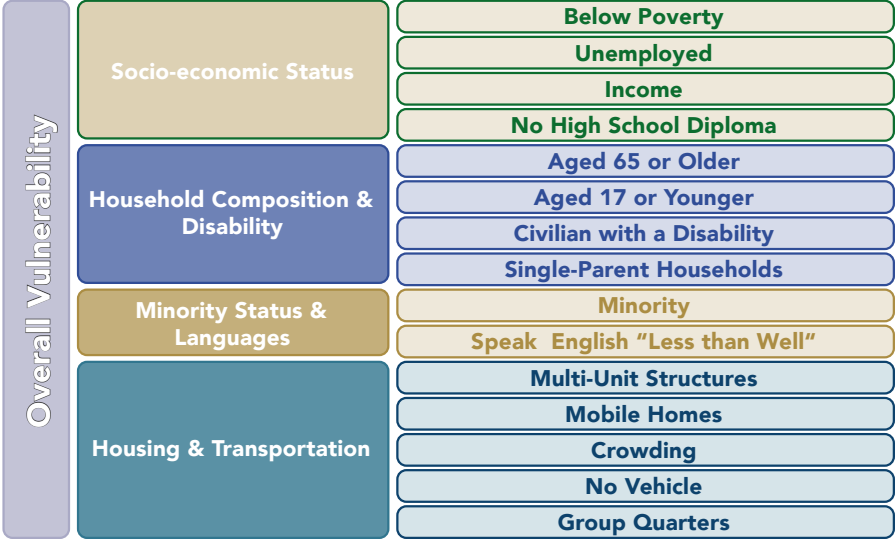 Overall Vulnerability
Socio-economic Status
Below Poverty
Unemployed
Income
No High School Diploma
Household Composition &
Disability
Aged 65 or Older
Aged 17 or Younger
Civilian with a Disability
Single-Parent Households
Minority Status &
Languages
Minority
Speak English ”Less than Well”
Housing & Transportation
Multi-Unit Structures
Mobile Homes
Crowding
No Vehicle
Group Quarters